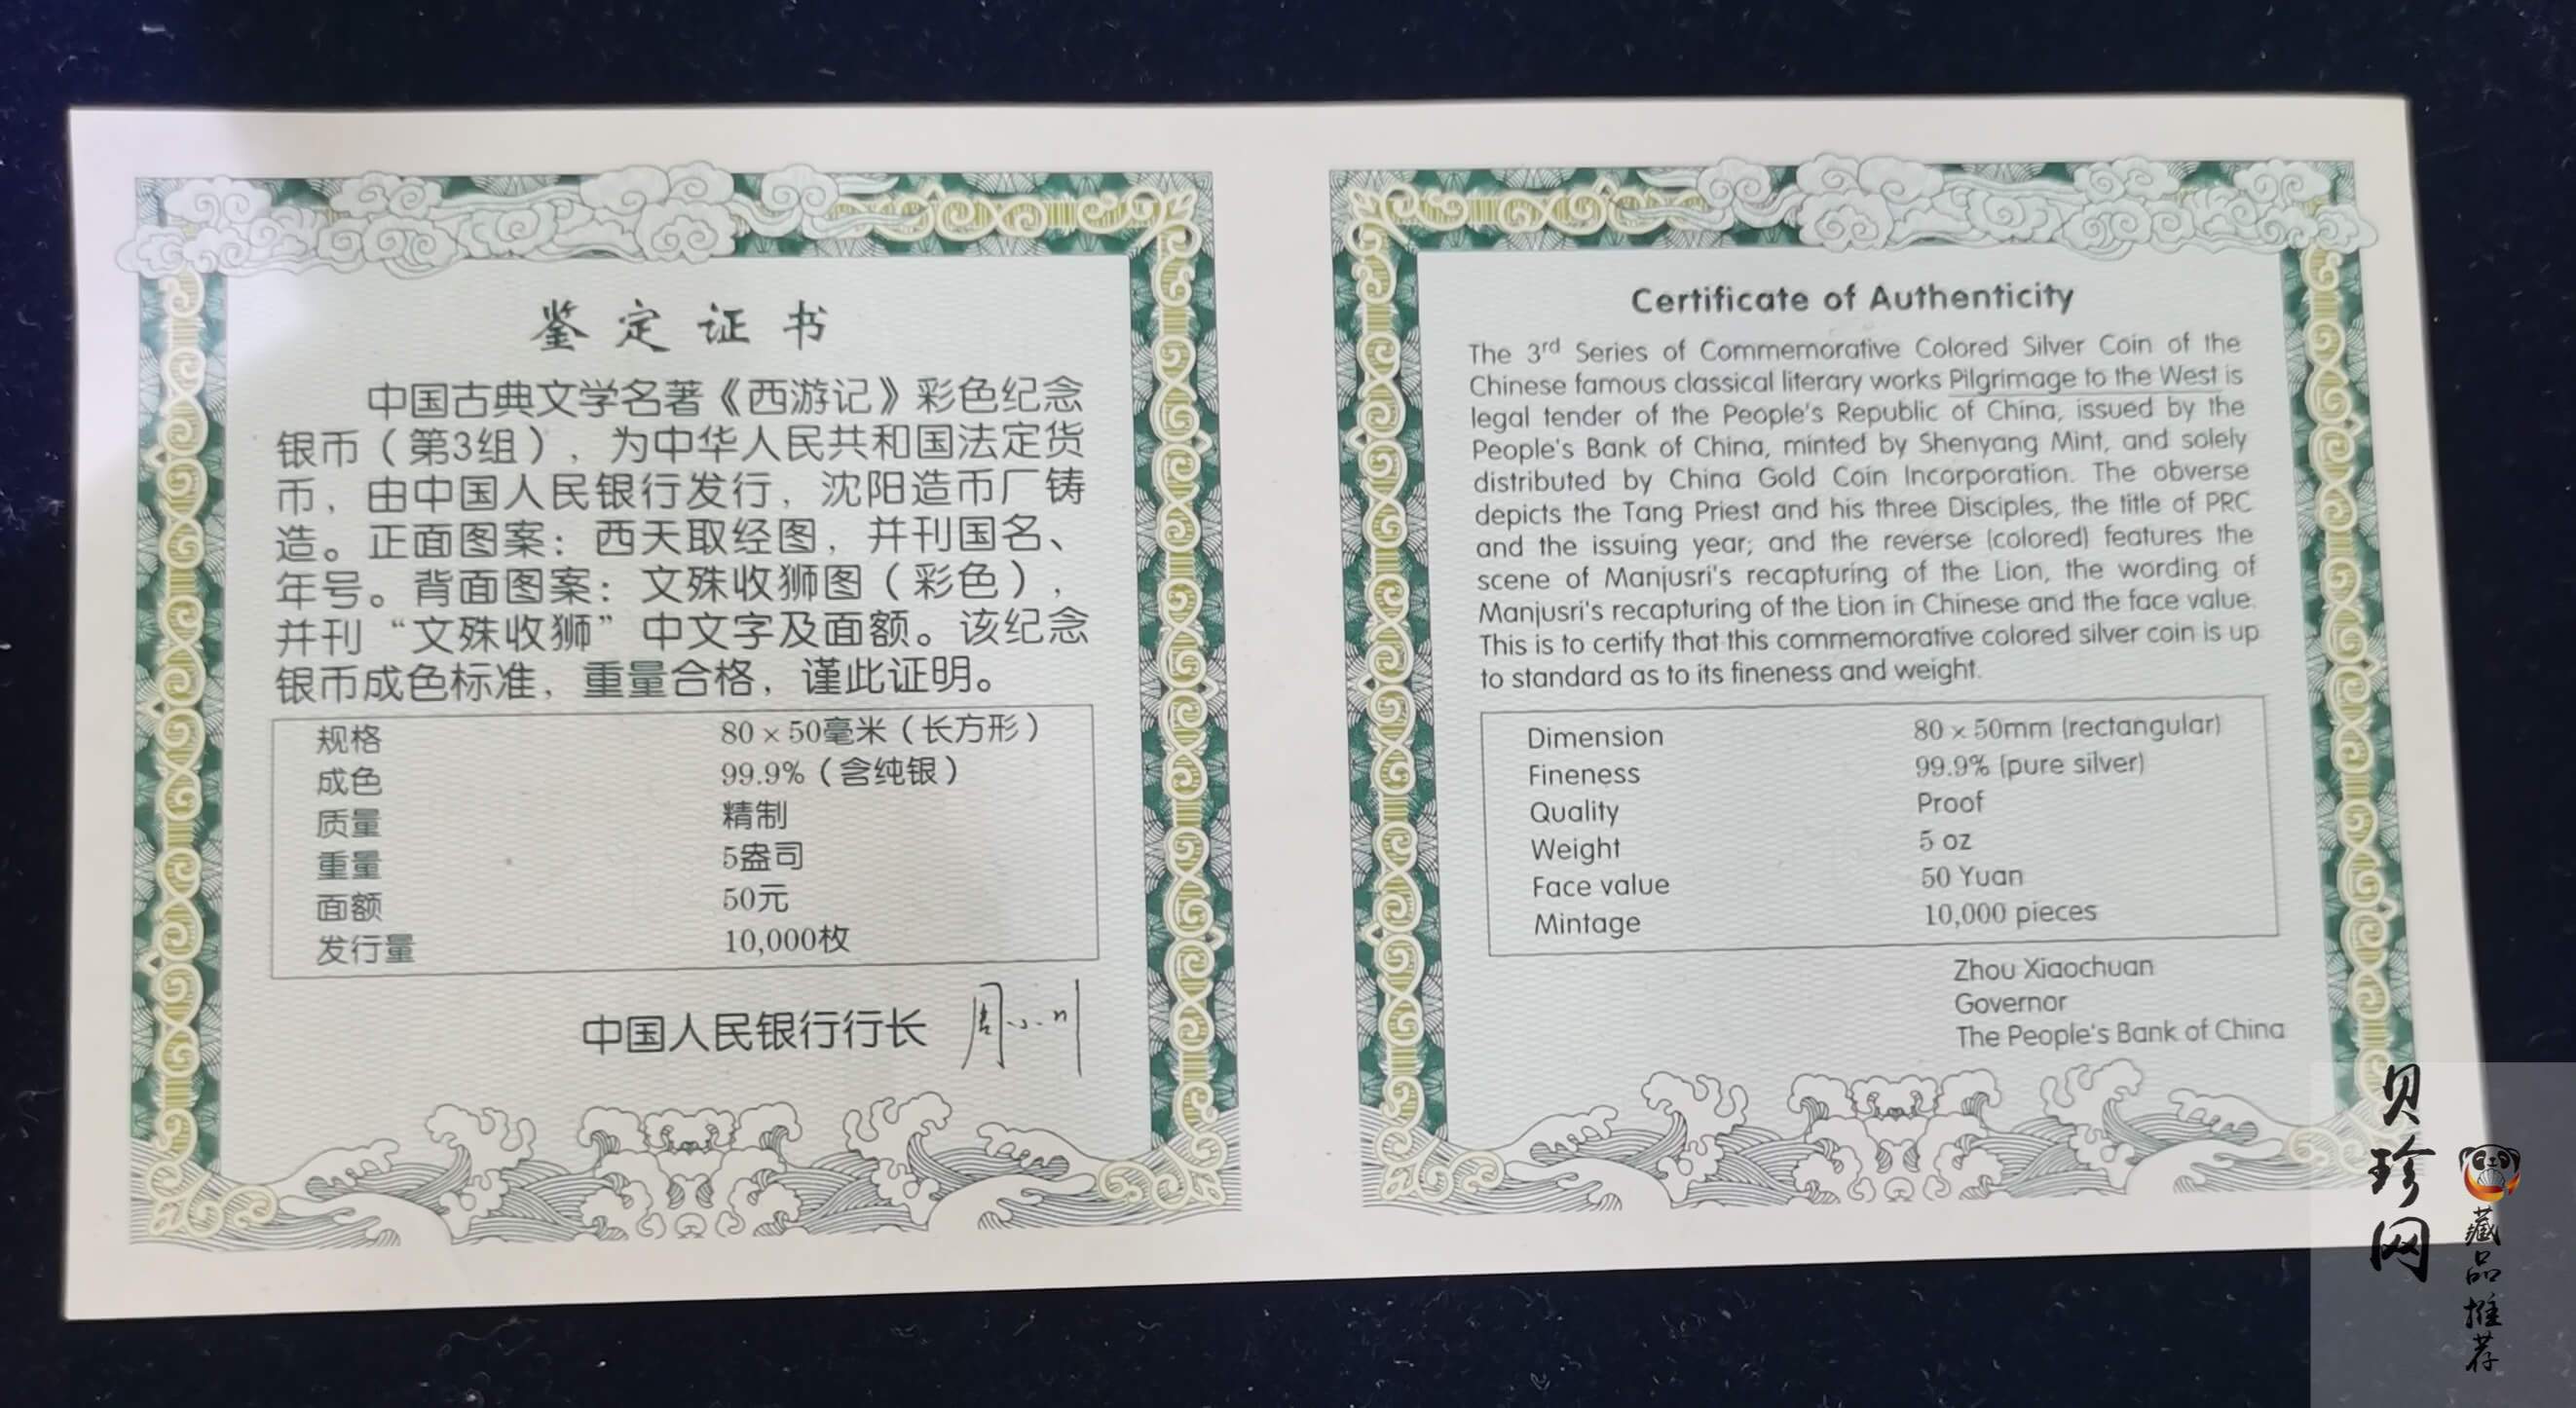 鉴定证书
中国古典文学名著《西游记》彩色纪念
银币（第3组），为中华人民共和国法定货
币，由中国人民银行发行，沈阳造币厂铸
造。正面图案：西天取经图，并刊国名、
年号。背面图案：文殊收狮图（彩色），
并刊“文殊收狮”中文字及面额。该纪念
银币成色标准，重量合格，谨此证明。
规格 80×50毫米（长方形）
成色 99.9%（含纯银）
质量 精制
重量 5盎司
面额 50元
发行量 10,000枚
中国人民银行行长 周小川
Certificate of Authenticity
The 3rd Series of Commemorative Colored Silver Coin of the
Chinese famous classical literary works Pilgrimage to the West is
legal tender of the People's Republic of China, issued by the
People's Bank of China, minted by Shenyang Mint, and solely
distributed by China Gold Coin Incorporation. The obverse
depicts the Tang Priest and his three Disciples, the title of PRC
and the issuing year; and the reverse (colored) features the
scene of Manjusri's recapturing of the Lion, the wording of
Manjusri's recapturing of the Lion in Chinese and the face value.
This is to certify that this commemorative colored silver coin is up
to standard as to its fineness and weight.
Dimension 80×50mm (rectangular)
Fineness 99.9% (pure silver)
Quality Proof
Weight 5 oz
Face value 50 Yuan
Mintage 10,000 pieces
Zhou Xiaochuan
Governor
The People's Bank of China
贝珍网
藏品推荐